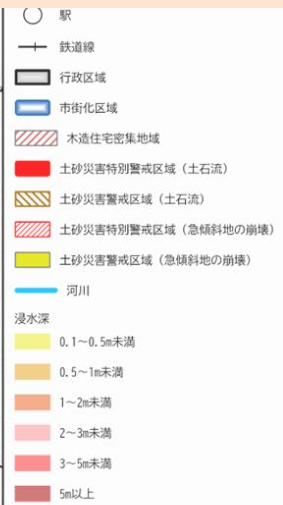 駅
鉄道線
行政区域
市街化区域
木造住宅密集地域
土砂災害特別警戒区域（土石流）
土砂災害警戒区域（土石流）
土砂災害特別警戒区域（急傾斜地の崩壊）
土砂災害警戒区域（急傾斜地の崩壊）
河川
浸水深
0.1～0.5m未満
0.5～1m未満
1～2m未満
2～3m未満
3～5m未満
5m以上